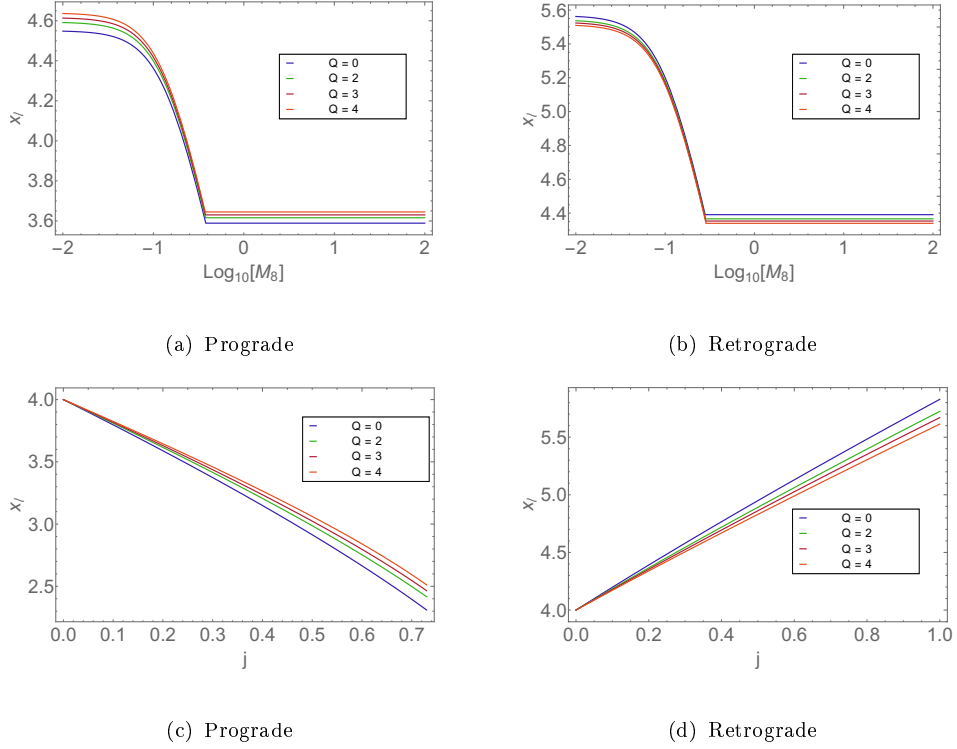 4.6
4.4
4.2
4.0
3.8
3.6
x_l
−2 −1 0 1 2
Log10[M8]
Q = 0
Q = 2
Q = 3
Q = 4
(a) Prograde
5.6
5.4
5.2
5.0
4.8
4.6
4.4
x_l
−2 −1 0 1 2
Log10[M8]
Q = 0
Q = 2
Q = 3
Q = 4
(b) Retrograde
4.0
3.5
3.0
2.5
x_l
0.0 0.1 0.2 0.3 0.4 0.5 0.6 0.7
j
Q = 0
Q = 2
Q = 3
Q = 4
(c) Prograde
5.5
5.0
4.5
4.0
x_l
0.0 0.2 0.4 0.6 0.8 1.0
j
Q = 0
Q = 2
Q = 3
Q = 4
(d) Retrograde